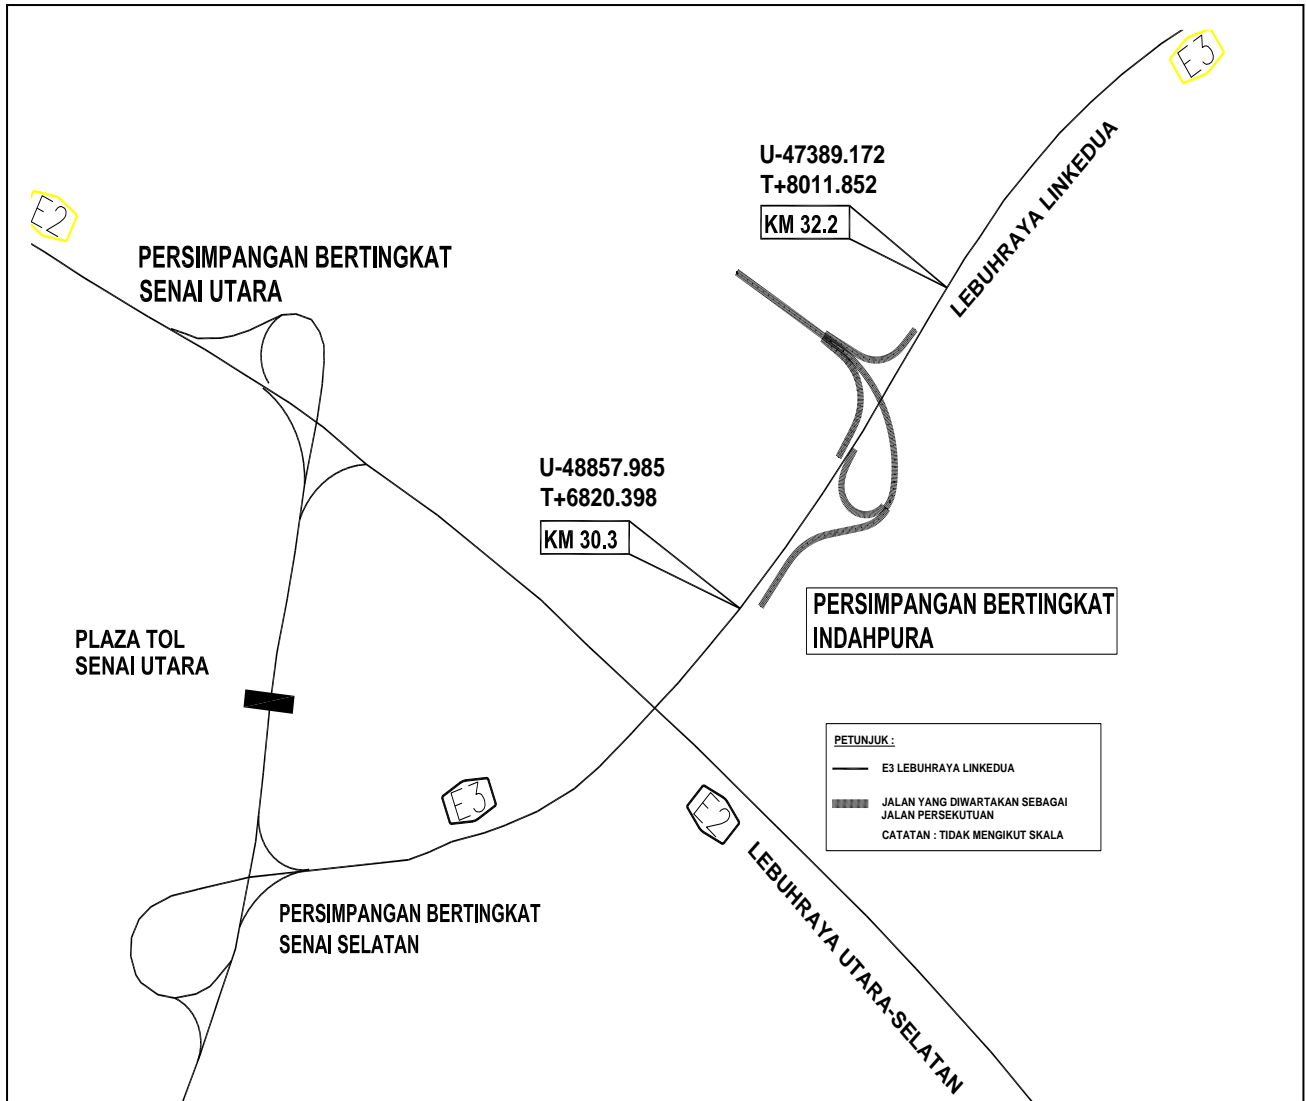 E3
U-47389.172
T+8011.852
KM 32.2
LEBUHRAYA LINKEDUA
E2
PERSIMPANGAN BERTINGKAT
SENAI UTARA
U-48857.985
T+6820.398
KM 30.3
PERSIMPANGAN BERTINGKAT
INDAHPURA
PLAZA TOL
SENAI UTARA
PETUNJUK :
E3 LEBUHRAYA LINKEDUA
JALAN YANG DIWARTAKAN SEBAGAI
JALAN PERSEKUTUAN
CATATAN : TIDAK MENGIKUT SKALA
E3
E2
LEBUHRAYA UTARA-SELATAN
PERSIMPANGAN BERTINGKAT
SENAI SELATAN